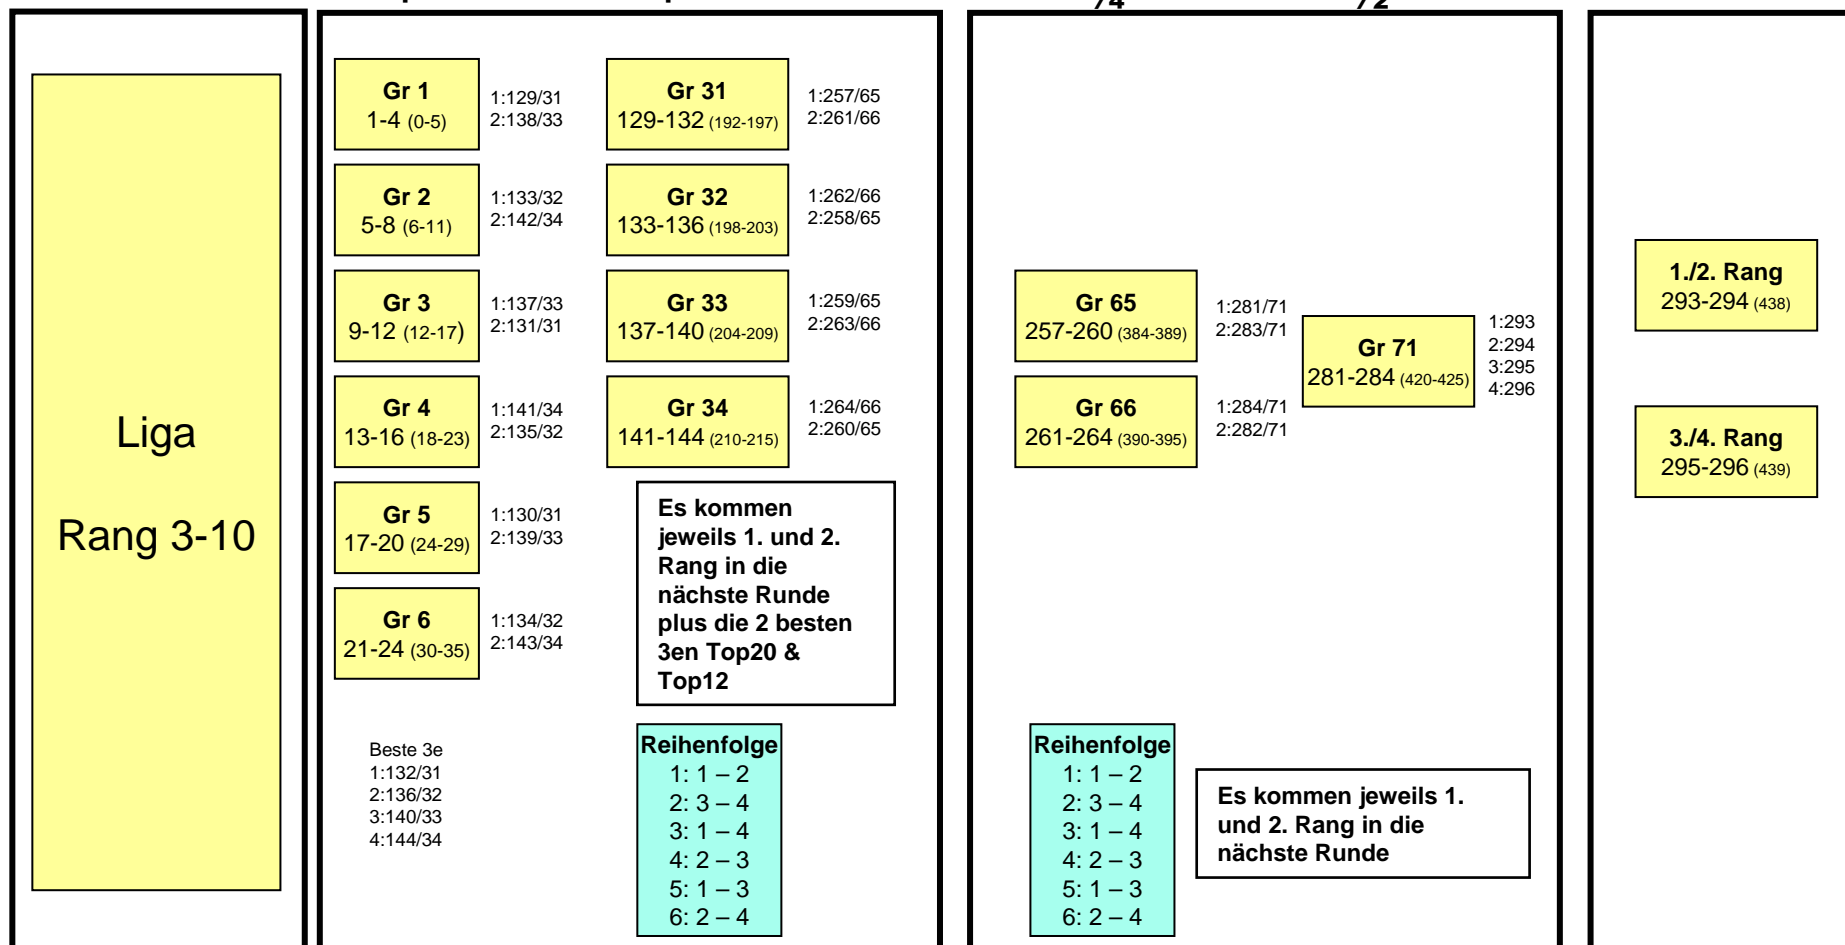 Liga
Rang 3-10
Gr 1
1-4 (0-5)
1:129/31
2:138/33
Gr 2
5-8 (6-11)
1:133/32
2:142/34
Gr 3
9-12 (12-17)
1:137/33
2:131/31
Gr 4
13-16 (18-23)
1:141/34
2:135/32
Gr 5
17-20 (24-29)
1:130/31
2:139/33
Gr 6
21-24 (30-35)
1:134/32
2:143/34
Beste 3e
1:132/31
2:136/32
3:140/33
4:144/34
Gr 31
129-132 (192-197)
1:257/65
2:261/66
Gr 32
133-136 (198-203)
1:262/66
2:258/65
Gr 33
137-140 (204-209)
1:259/65
2:263/66
Gr 34
141-144 (210-215)
1:264/66
2:260/65
Es kommen
jeweils 1. und 2.
Rang in die
nächste Runde
plus die 2 besten
3en Top20 &
Top12
Reihenfolge
1: 1 – 2
2: 3 – 4
3: 1 – 4
4: 2 – 3
5: 1 – 3
6: 2 – 4
Gr 65
257-260 (384-389)
1:281/71
2:283/71
Gr 66
261-264 (390-395)
1:284/71
2:282/71
Gr 71
281-284 (420-425)
1:293
2:294
3:295
4:296
Reihenfolge
1: 1 – 2
2: 3 – 4
3: 1 – 4
4: 2 – 3
5: 1 – 3
6: 2 – 4
Es kommen jeweils 1.
und 2. Rang in die
nächste Runde
1./2. Rang
293-294 (438)
3./4. Rang
295-296 (439)